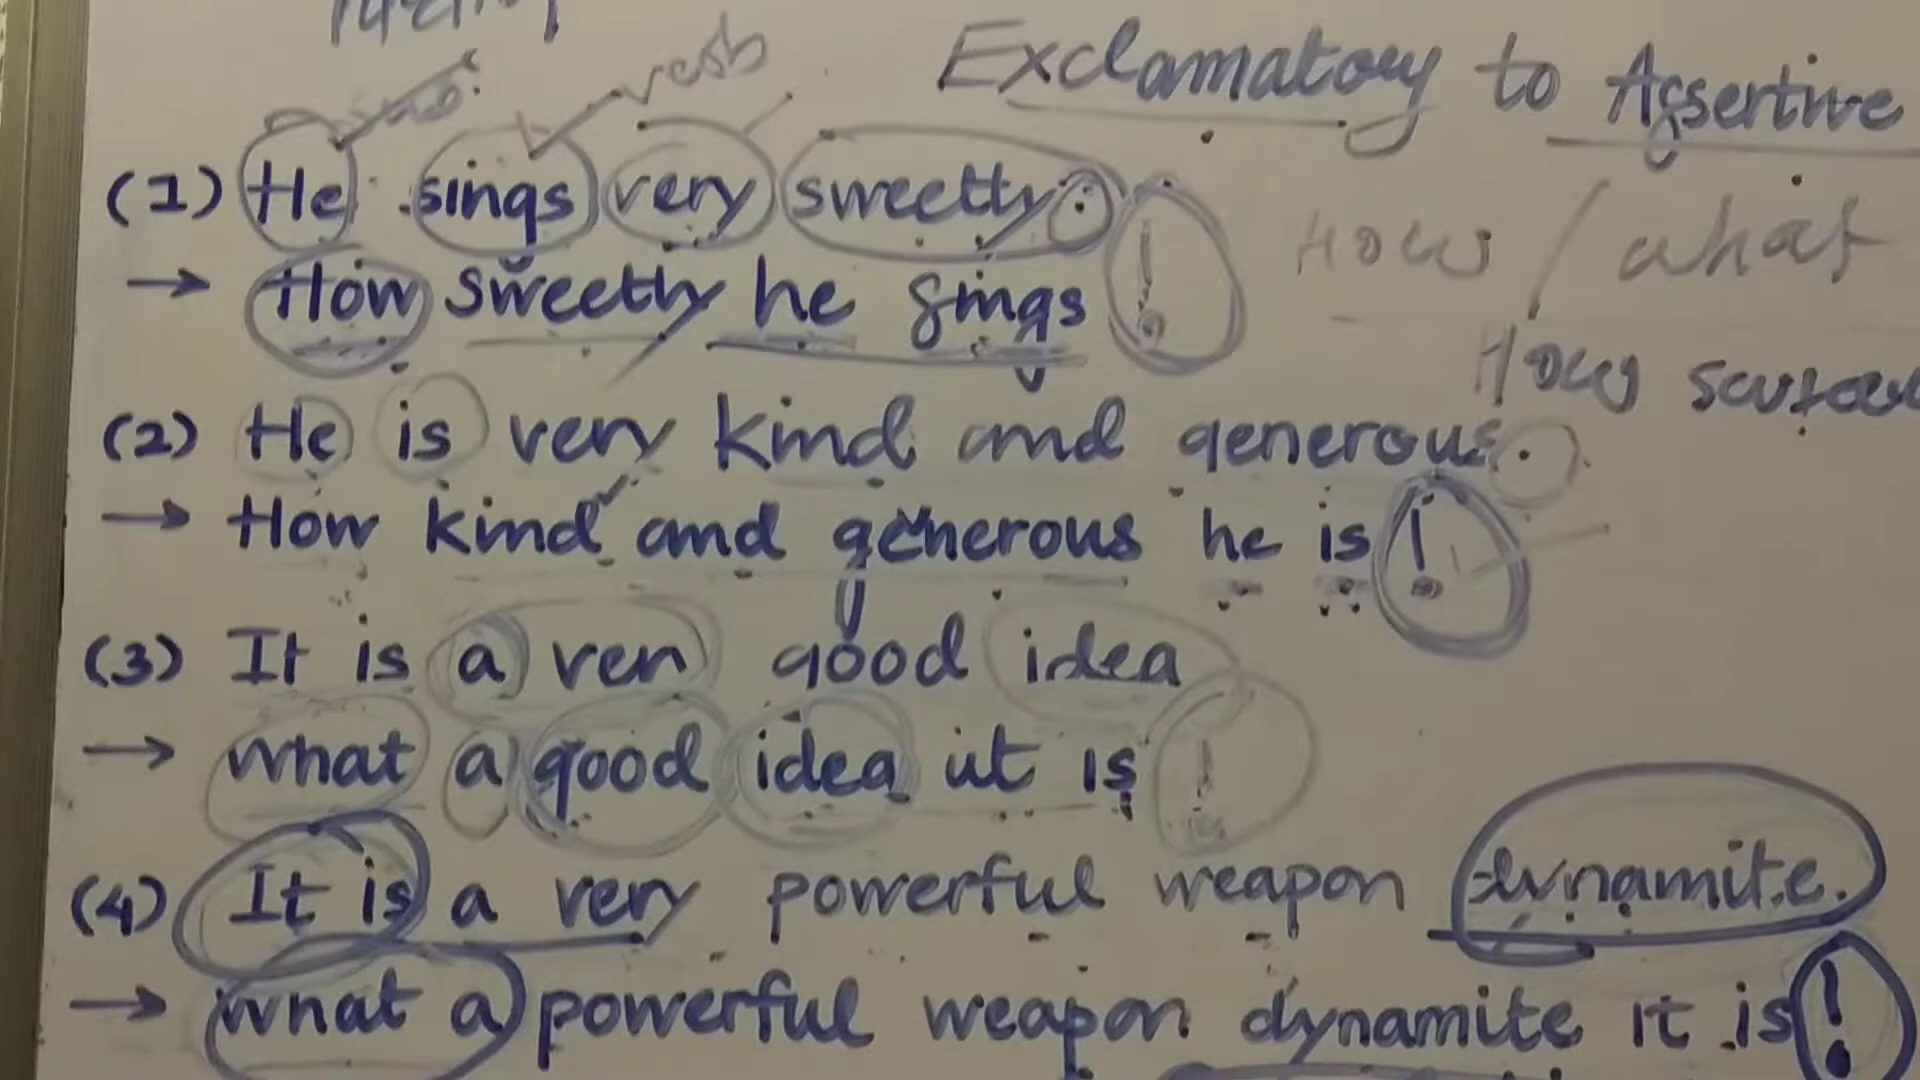 Exclamatory to Assertive
verb
(1) He sings very sweetly.
How / what
→ How sweetly he sings !
How
(2) He is very kind and generous.
→ How kind and generous he is !
(3) It is a ver good idea
→ what a good idea it is !
(4) It is a very powerful weapon dynamite.
→ what a powerful weapon dynamite it is !